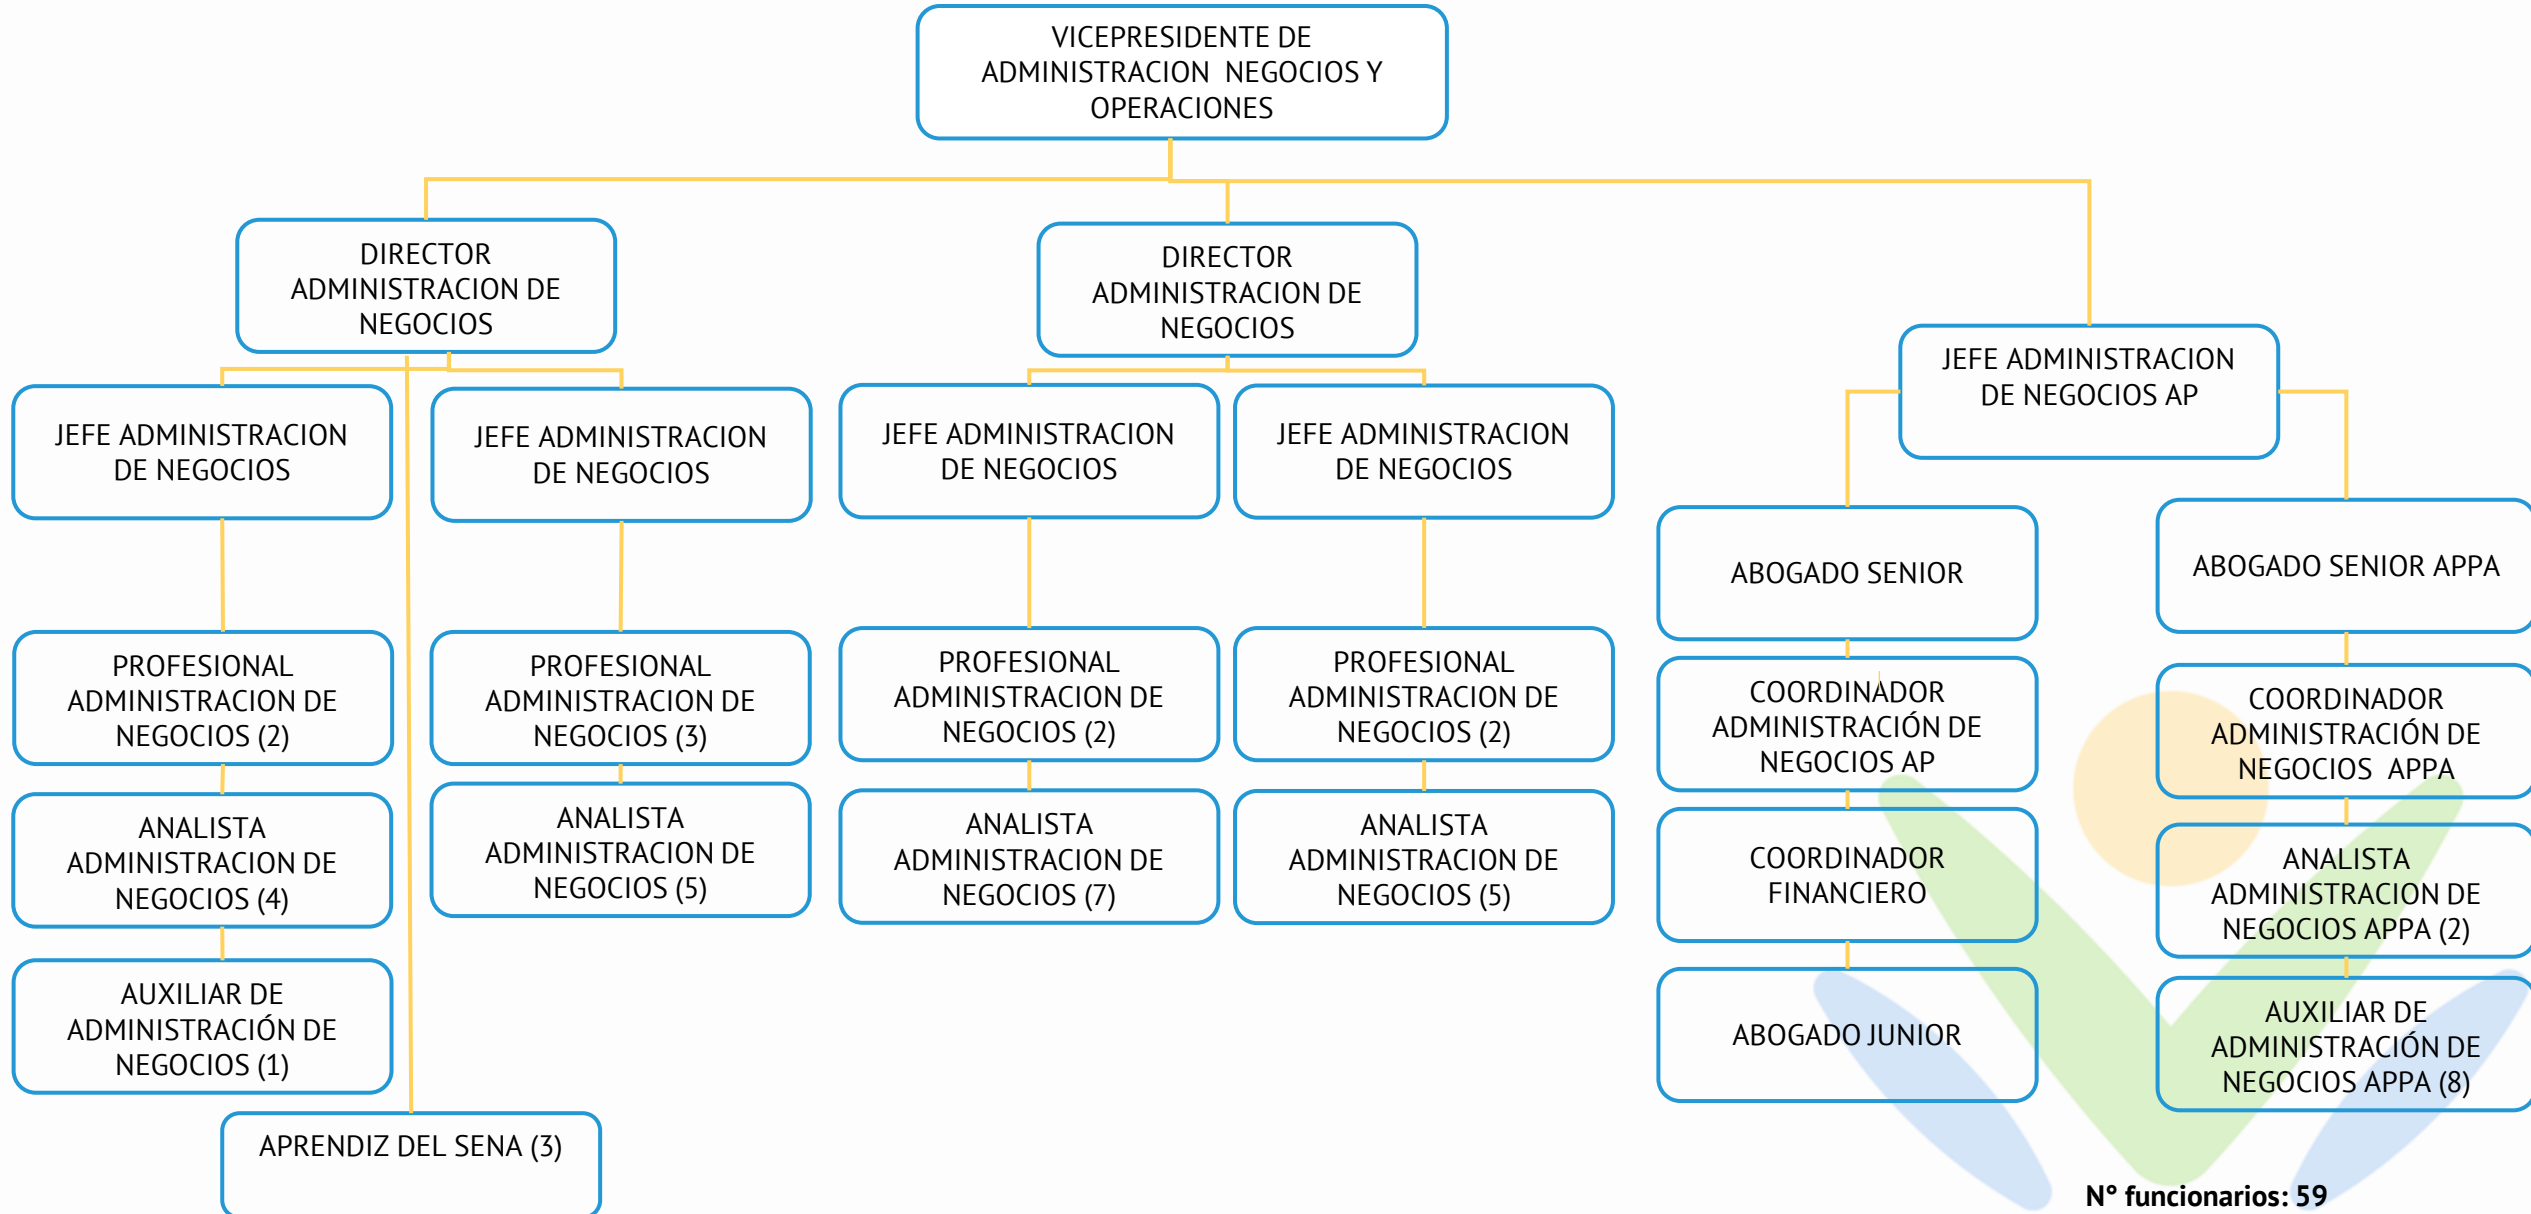 VICEPRESIDENTE DE
ADMINISTRACION NEGOCIOS Y
OPERACIONES
DIRECTOR
ADMINISTRACION DE
NEGOCIOS
DIRECTOR
ADMINISTRACION DE
NEGOCIOS
JEFE ADMINISTRACION
DE NEGOCIOS AP
JEFE ADMINISTRACION
DE NEGOCIOS
JEFE ADMINISTRACION
DE NEGOCIOS
JEFE ADMINISTRACION
DE NEGOCIOS
JEFE ADMINISTRACION
DE NEGOCIOS
ABOGADO SENIOR
ABOGADO SENIOR APPA
PROFESIONAL
ADMINISTRACION DE
NEGOCIOS (2)
PROFESIONAL
ADMINISTRACION DE
NEGOCIOS (3)
PROFESIONAL
ADMINISTRACION DE
NEGOCIOS (2)
PROFESIONAL
ADMINISTRACION DE
NEGOCIOS (2)
COORDINADOR
ADMINISTRACIÓN DE
NEGOCIOS AP
COORDINADOR
ADMINISTRACIÓN DE
NEGOCIOS APPA
ANALISTA
ADMINISTRACION DE
NEGOCIOS (4)
ANALISTA
ADMINISTRACION DE
NEGOCIOS (5)
ANALISTA
ADMINISTRACION DE
NEGOCIOS (7)
ANALISTA
ADMINISTRACION DE
NEGOCIOS (5)
COORDINADOR
FINANCIERO
ANALISTA
ADMINISTRACION DE
NEGOCIOS APPA (2)
AUXILIAR DE
ADMINISTRACIÓN DE
NEGOCIOS (1)
ABOGADO JUNIOR
AUXILIAR DE
ADMINISTRACIÓN DE
NEGOCIOS APPA (8)
APRENDIZ DEL SENA (3)
N° funcionarios: 59